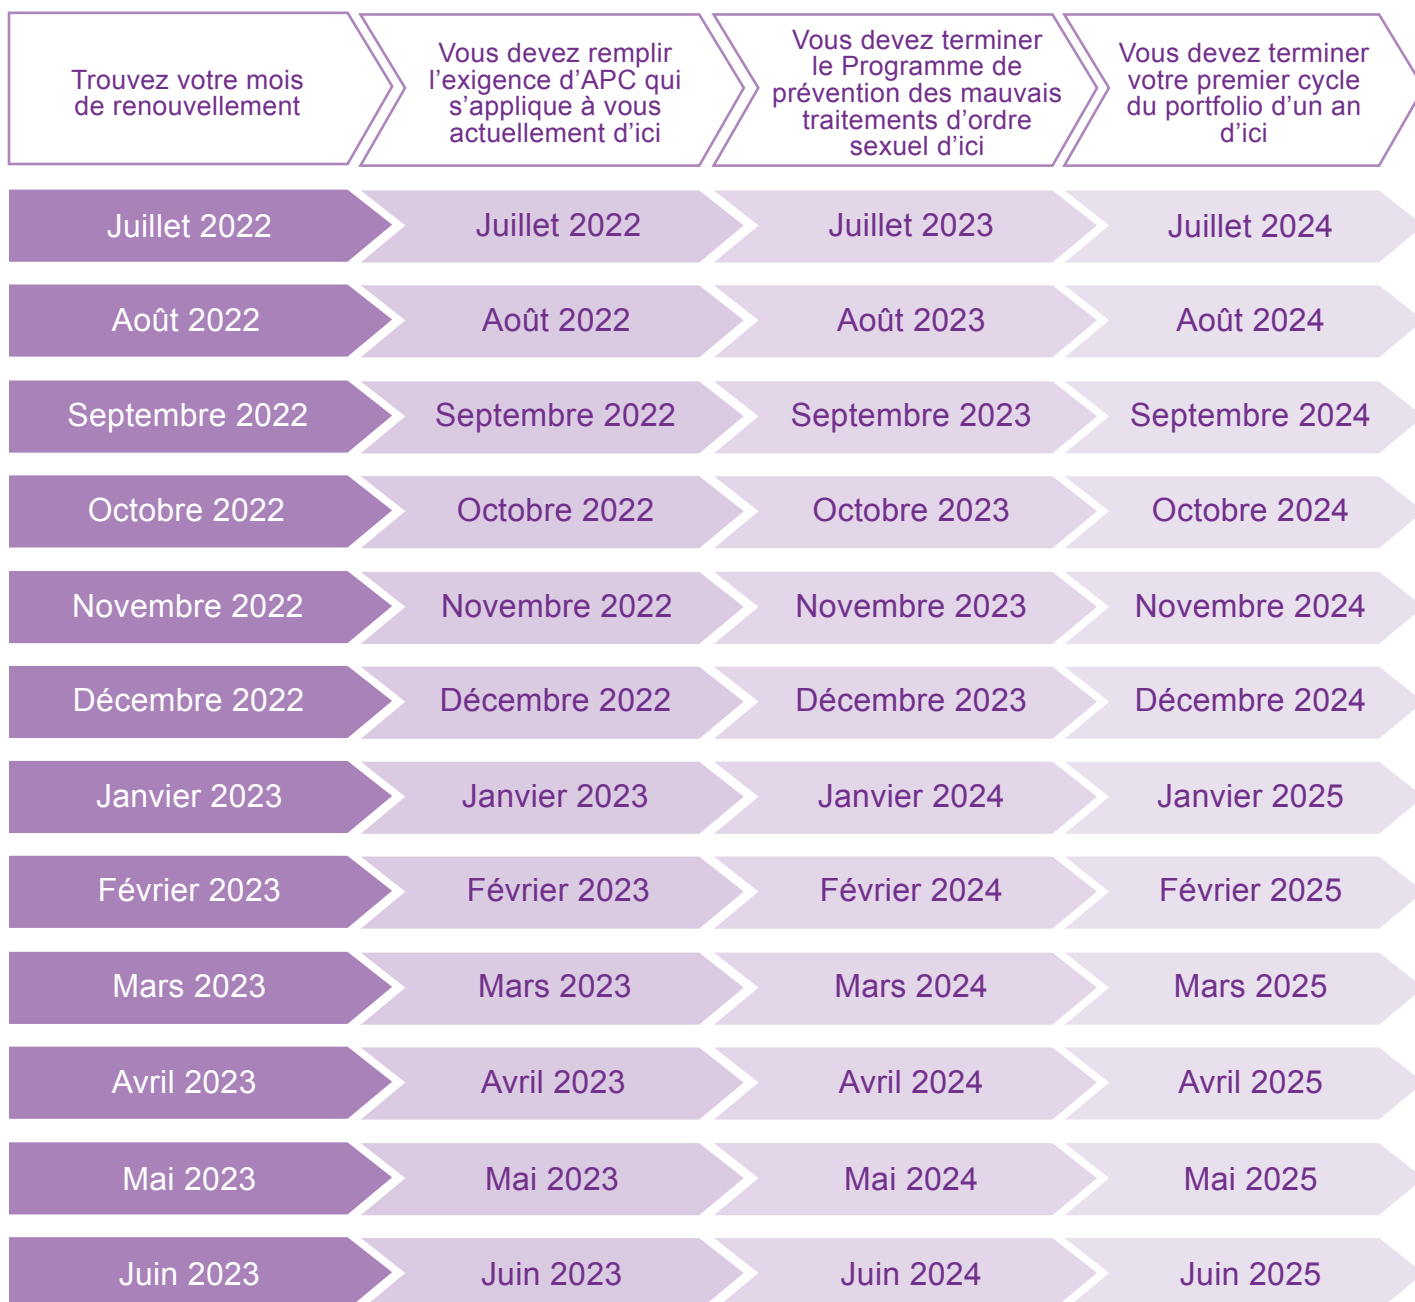 Trouvez votre mois
de renouvellement
Vous devez remplir
l’exigence d’APC qui
s’applique à vous
actuellement d’ici
Vous devez terminer
le Programme de
prévention des mauvais
traitements d’ordre
sexuel d’ici
Vous devez terminer
votre premier cycle
du portfolio d’un an
d’ici
Juillet 2022 Juillet 2022 Juillet 2023 Juillet 2024
Août 2022 Août 2022 Août 2023 Août 2024
Septembre 2022 Septembre 2022 Septembre 2023 Septembre 2024
Octobre 2022 Octobre 2022 Octobre 2023 Octobre 2024
Novembre 2022 Novembre 2022 Novembre 2023 Novembre 2024
Décembre 2022 Décembre 2022 Décembre 2023 Décembre 2024
Janvier 2023 Janvier 2023 Janvier 2024 Janvier 2025
Février 2023 Février 2023 Février 2024 Février 2025
Mars 2023 Mars 2023 Mars 2024 Mars 2025
Avril 2023 Avril 2023 Avril 2024 Avril 2025
Mai 2023 Mai 2023 Mai 2024 Mai 2025
Juin 2023 Juin 2023 Juin 2024 Juin 2025